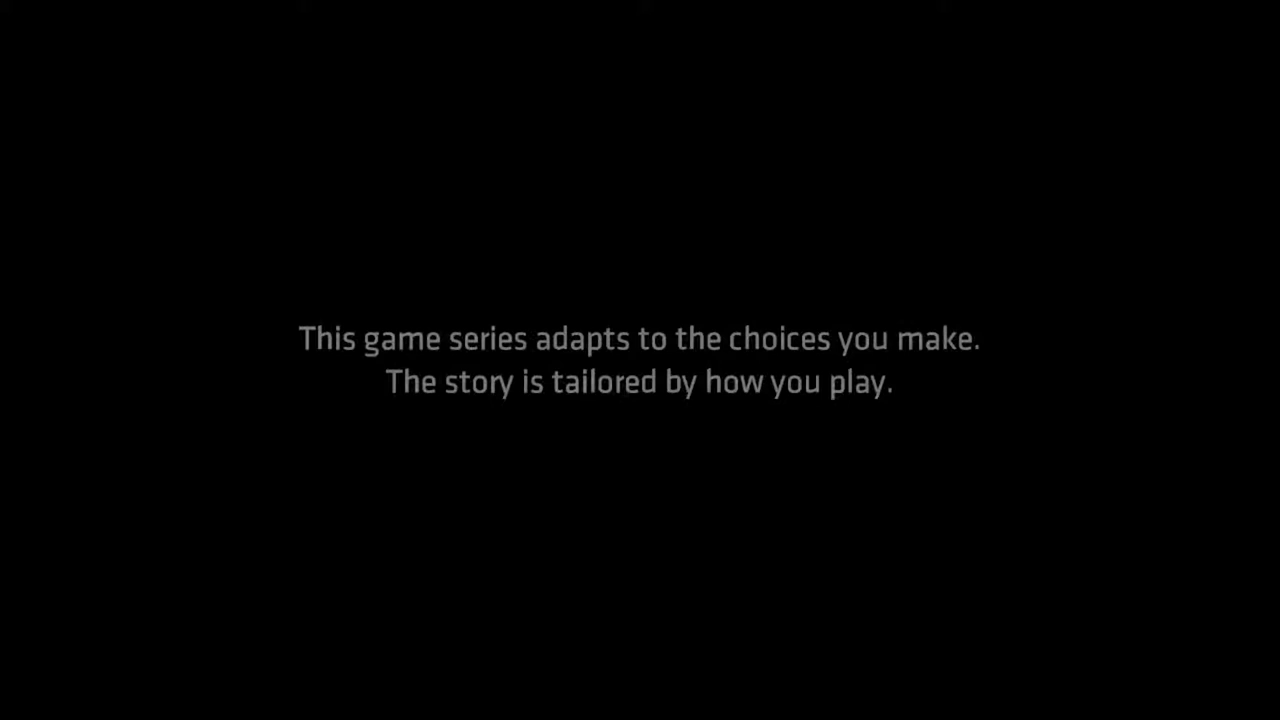 This game series adapts to the choices you make.
The story is tailored by how you play.